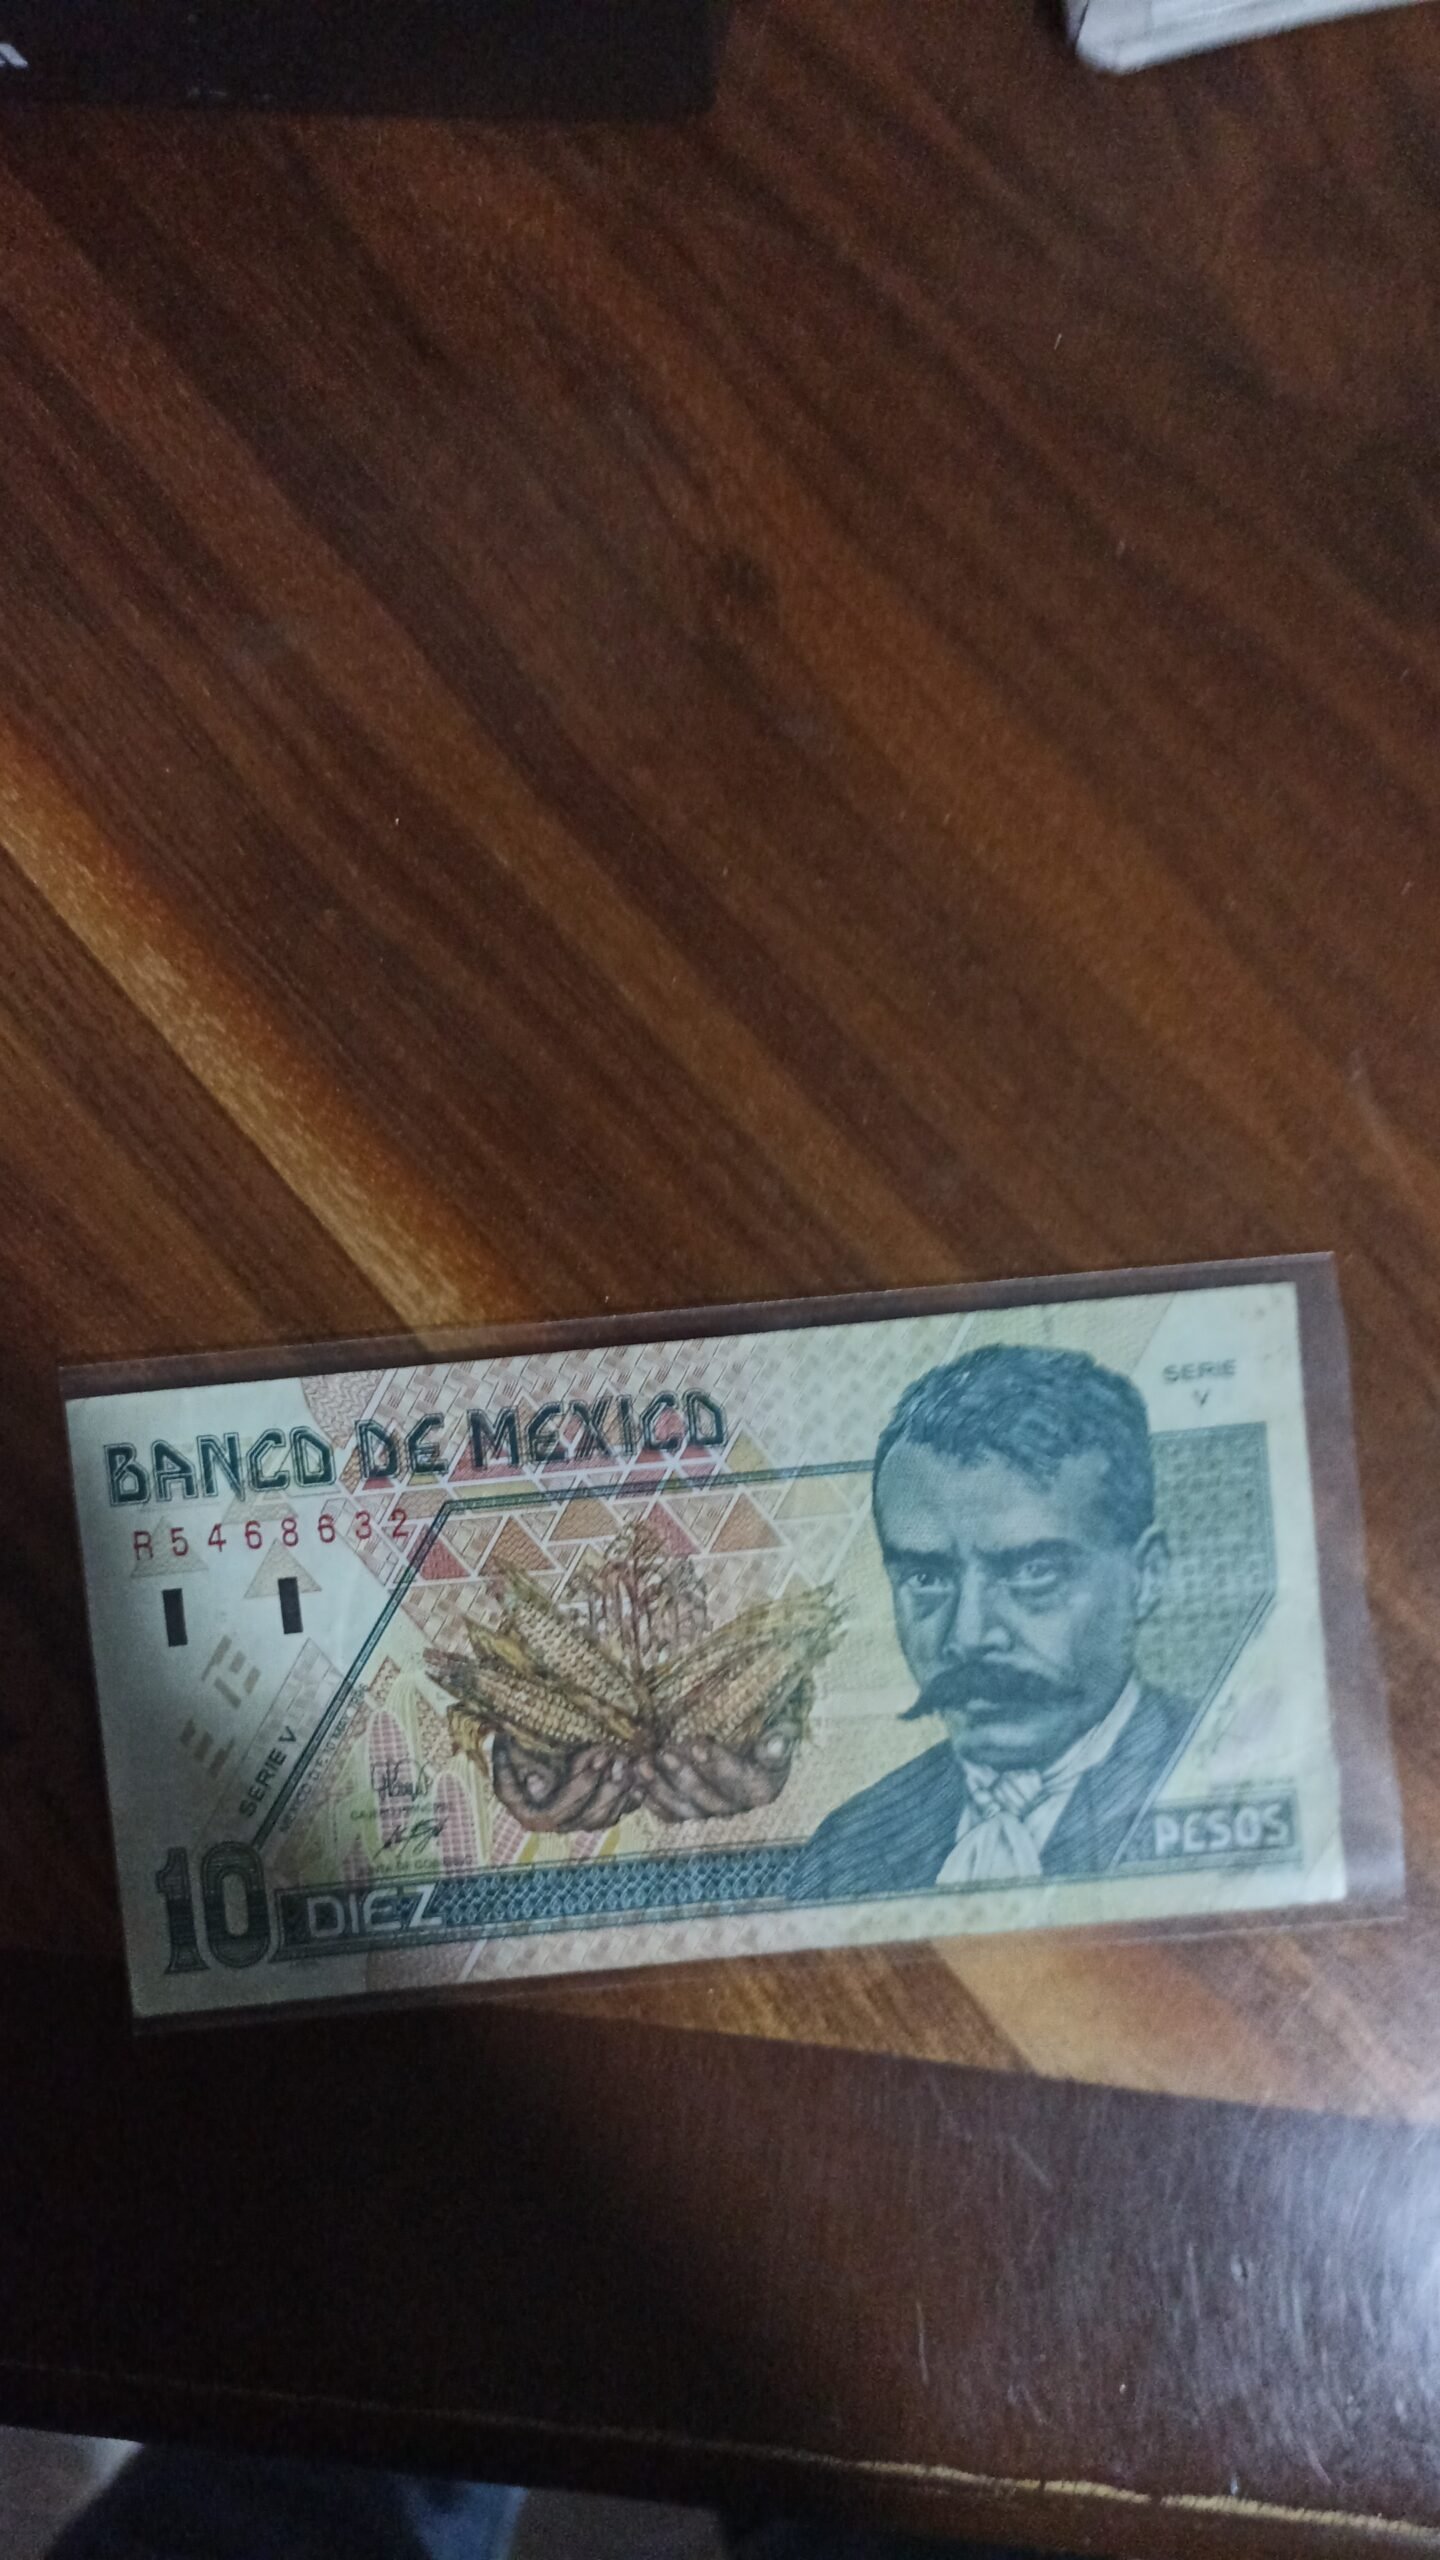 BANCO DE MEXICO
SERIE
V
R5468632
SERIE V
10 DIEZ
PESOS